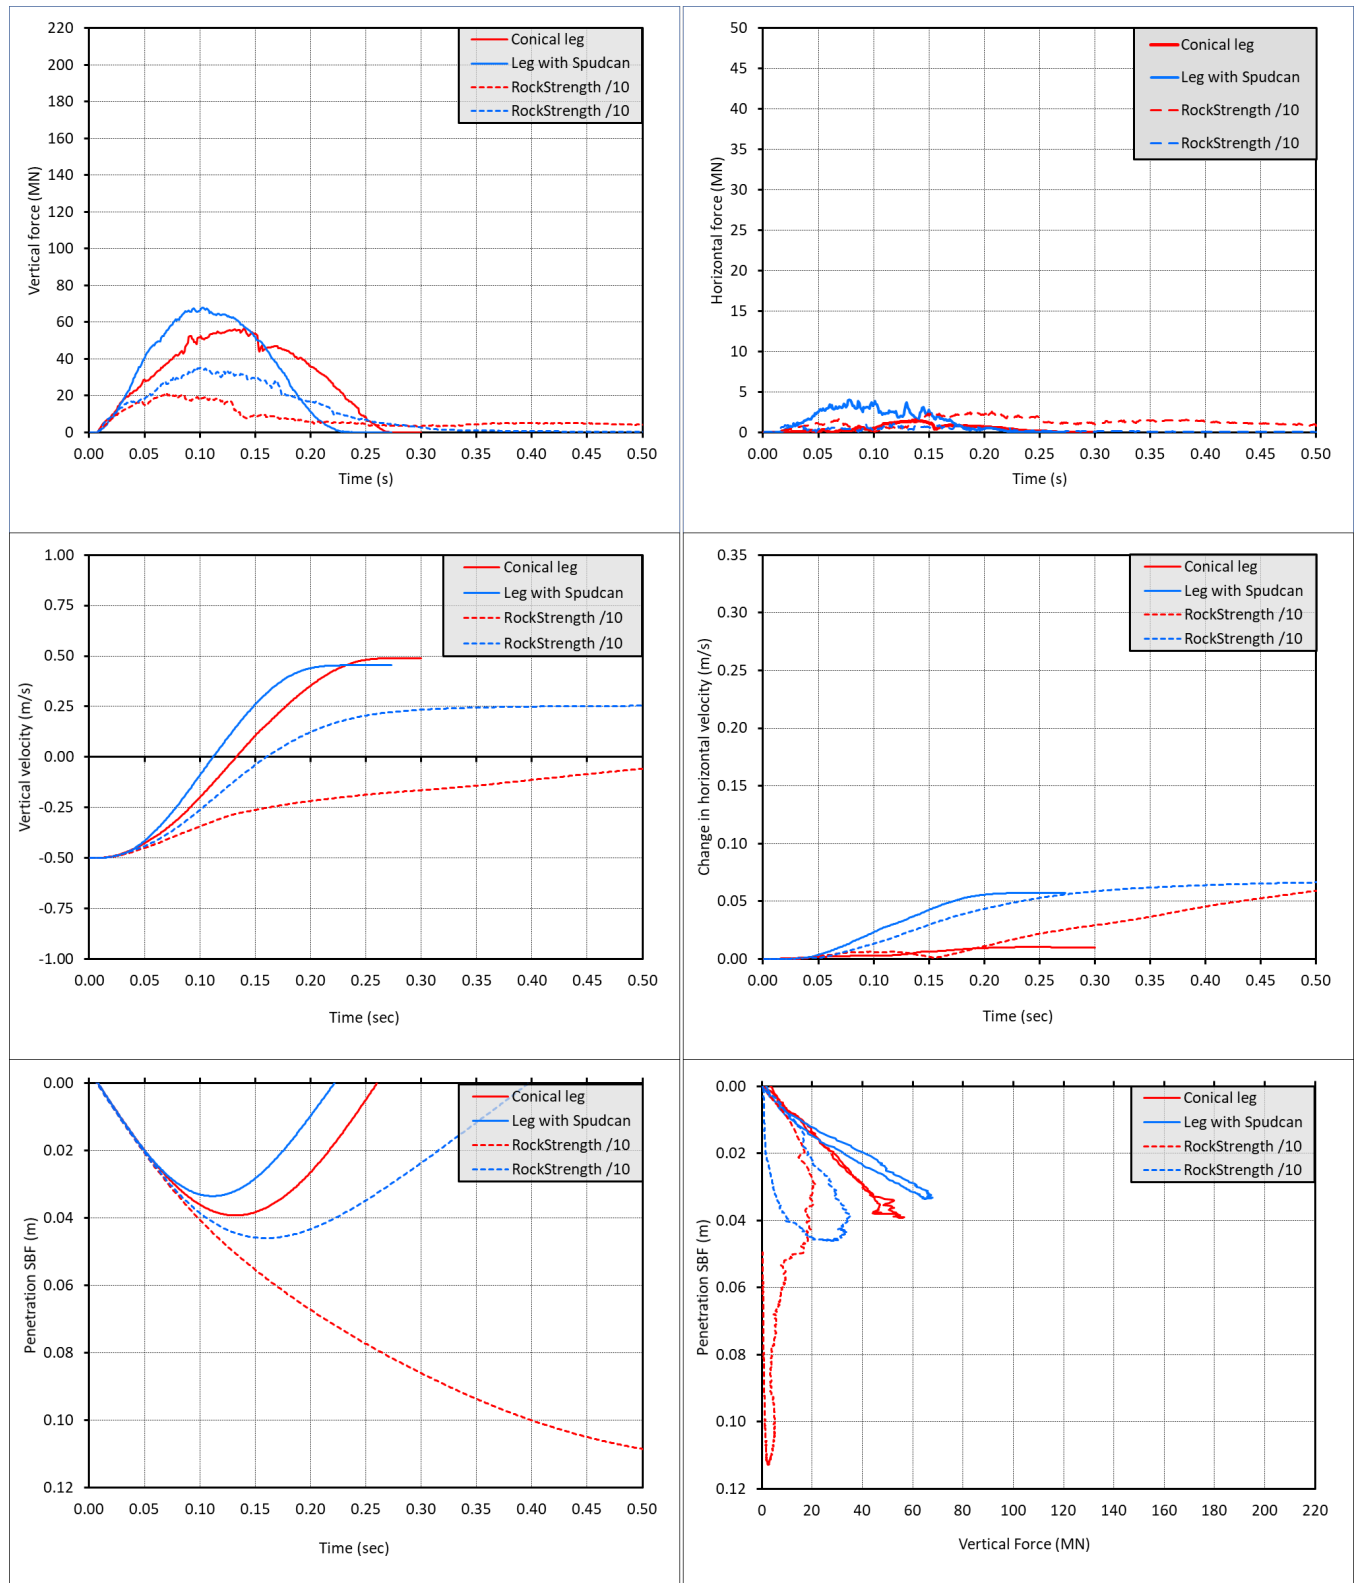 220
200
180
160
140
120
100
80
60
40
20
0
Vertical force (MN)
Conical leg
Leg with Spudcan
RockStrength /10
RockStrength /10
0.00 0.05 0.10 0.15 0.20 0.25 0.30 0.35 0.40 0.45 0.50
Time (s)
50
45
40
35
30
25
20
15
10
5
0
Horizontal force (MN)
Conical leg
Leg with Spudcan
RockStrength /10
RockStrength /10
0.00 0.05 0.10 0.15 0.20 0.25 0.30 0.35 0.40 0.45 0.50
Time (s)
1.00
0.75
0.50
0.25
0.00
-0.25
-0.50
-0.75
-1.00
Vertical velocity (m/s)
Conical leg
Leg with Spudcan
RockStrength /10
RockStrength /10
0.00 0.05 0.10 0.15 0.20 0.25 0.30 0.35 0.40 0.45 0.50
Time (sec)
0.35
0.30
0.25
0.20
0.15
0.10
0.05
0.00
Change in horizontal velocity (m/s)
Conical leg
Leg with Spudcan
RockStrength /10
RockStrength /10
0.00 0.05 0.10 0.15 0.20 0.25 0.30 0.35 0.40 0.45 0.50
Time (sec)
0.00
0.02
0.04
0.06
0.08
0.10
0.12
Penetration SBF (m)
Conical leg
Leg with Spudcan
RockStrength /10
RockStrength /10
0.00 0.05 0.10 0.15 0.20 0.25 0.30 0.35 0.40 0.45 0.50
Time (sec)
0.00
0.02
0.04
0.06
0.08
0.10
0.12
Penetration SBF (m)
Conical leg
Leg with Spudcan
RockStrength /10
RockStrength /10
0 20 40 60 80 100 120 140 160 180 200 220
Vertical Force (MN)